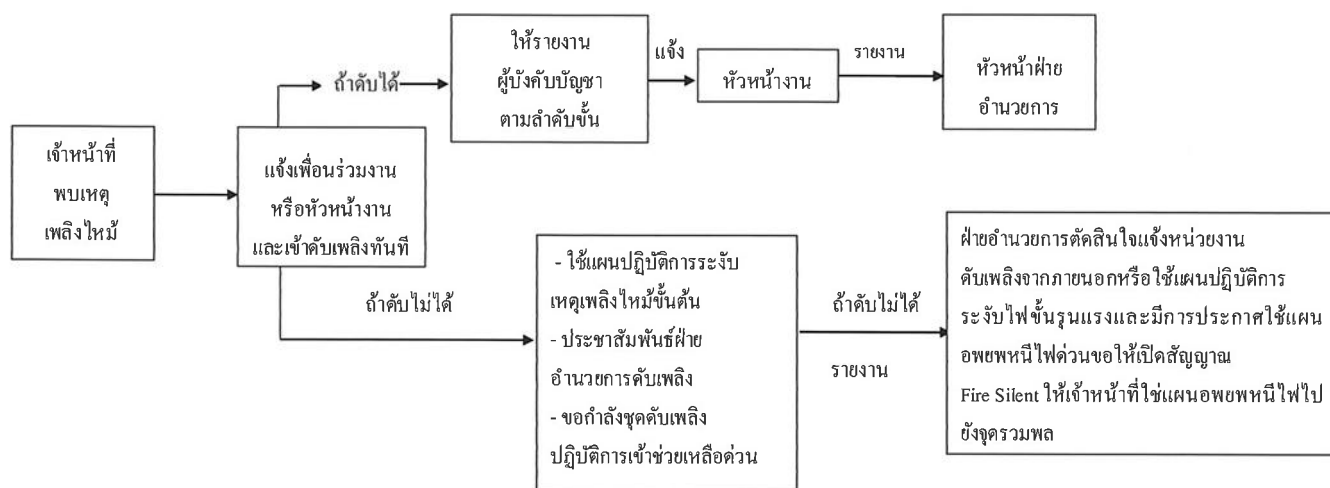 เจ้าหน้าที่
พบเหตุ
เพลิงไหม้
แจ้งเพื่อนร่วมงาน
หรือหัวหน้างาน
และเข้าดับเพลิงทันที
ถ้าดับได้
ให้รายงาน
ผู้บังคับบัญชา
ตามลำดับขั้น
แจ้ง
หัวหน้างาน
รายงาน
หัวหน้าฝ่าย
อำนวยการ
ถ้าดับไม่ได้
- ใช้แผนปฏิบัติการระงับ
เหตุเพลิงไหม้ขั้นต้น
- ประชาสัมพันธ์ฝ่าย
อำนวยการดับเพลิง
- ขอกำลังชุดดับเพลิง
ปฏิบัติการเข้าช่วยเหลือด่วน
ถ้าดับไม่ได้
รายงาน
ฝ่ายอำนวยการตัดสินใจแจ้งหน่วยงาน
ดับเพลิงจากภายนอกหรือใช้แผนปฏิบัติการ
ระงับไฟขั้นรุนแรงและมีการประกาศใช้แผน
อพยพหนีไฟด่วนขอให้เปิดสัญญาณ
Fire Silent ให้เจ้าหน้าที่ใช่แผนอพยพหนีไฟไป
ยังจุดรวมพล